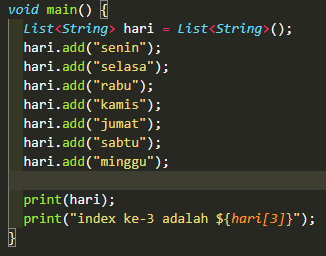 void main() {
List<String> hari = List<String>();
hari.add("senin");
hari.add("selasa");
hari.add("rabu");
hari.add("kamis");
hari.add("jumat");
hari.add("sabtu");
hari.add("minggu");
print(hari);
print("index ke-3 adalah ${hari[3]}");
}